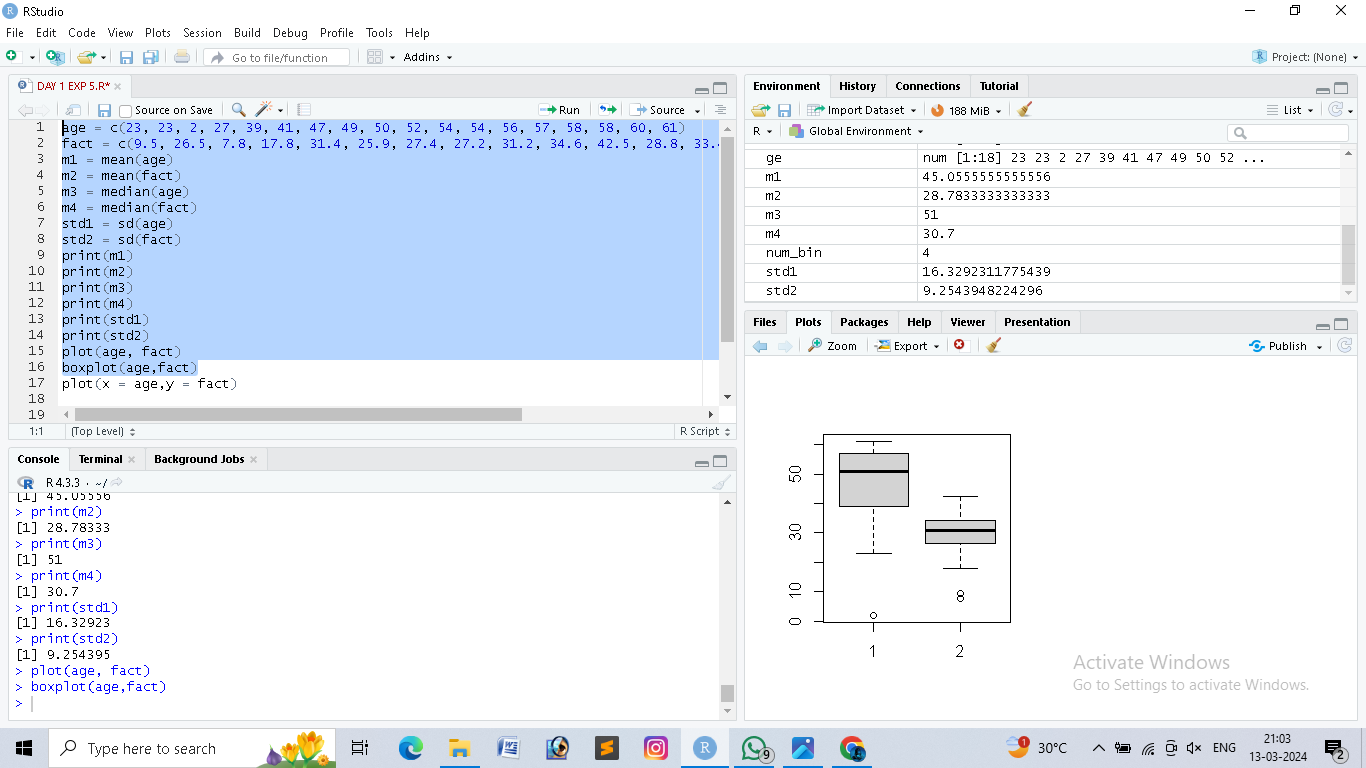 RStudio
File Edit Code View Plots Session Build Debug Profile Tools Help
Go to file/function Addins Project: (None)
DAY 1 EXP 5.R*
Source on Save Run Source
1 age = c(23, 23, 2, 27, 39, 41, 47, 49, 50, 52, 54, 54, 56, 57, 58, 58, 60, 61)
2 fact = c(9.5, 26.5, 7.8, 17.8, 31.4, 25.9, 27.4, 27.2, 31.2, 34.6, 42.5, 28.8, 33.4
3 m1 = mean(age)
4 m2 = mean(fact)
5 m3 = median(age)
6 m4 = median(fact)
7 std1 = sd(age)
8 std2 = sd(fact)
9 print(m1)
10 print(m2)
11 print(m3)
12 print(m4)
13 print(std1)
14 print(std2)
15 plot(age, fact)
16 boxplot(age,fact)
17 plot(x = age,y = fact)
18
19
1:1 (Top Level) R Script
Console Terminal Background Jobs
R 4.3.3 · ~/
[1] 45.05556
> print(m2)
[1] 28.78333
> print(m3)
[1] 51
> print(m4)
[1] 30.7
> print(std1)
[1] 16.32923
> print(std2)
[1] 9.254395
> plot(age, fact)
> boxplot(age,fact)
>
Environment History Connections Tutorial
Import Dataset 188 MiB List
R Global Environment
ge num [1:18] 23 23 2 27 39 41 47 49 50 52 ...
m1 45.0555555555556
m2 28.7833333333333
m3 51
m4 30.7
num_bin 4
std1 16.3292311775439
std2 9.2543948224296
Files Plots Packages Help Viewer Presentation
Zoom Export Publish
50
30
10
0
1 2
Activate Windows
Go to Settings to activate Windows.
Type here to search
9
1 30°C ENG 21:03
13-03-2024 2